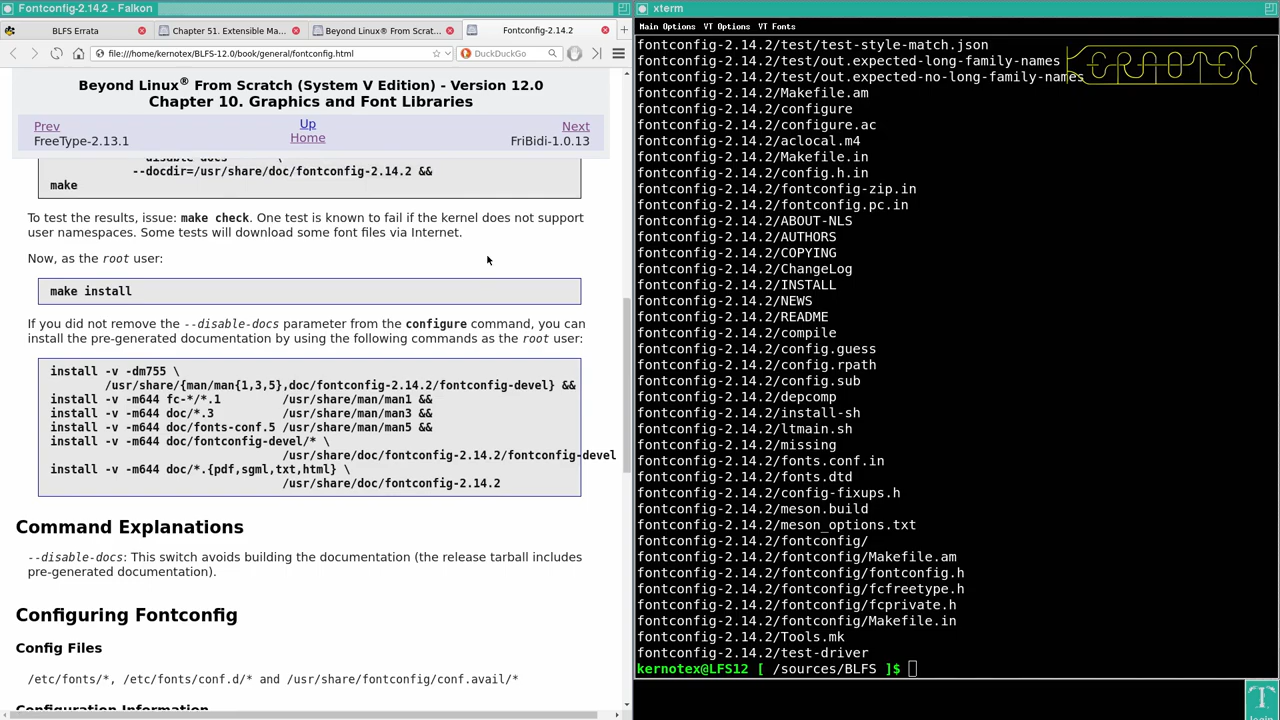 Fontconfig-2.14.2 - Falkon
BLFS Errata
Chapter 51. Extensible Ma...
Beyond Linux® From Scrat...
Fontconfig-2.14.2
file:///home/kernotex/BLFS-12.0/book/general/fontconfig.html
DuckDuckGo
Beyond Linux® From Scratch (System V Edition) - Version 12.0
Chapter 10. Graphics and Font Libraries
Prev
Up
Next
FreeType-2.13.1
Home
FriBidi-1.0.13
--disable-docs \
--docdir=/usr/share/doc/fontconfig-2.14.2 &&
make
To test the results, issue: make check. One test is known to fail if the kernel does not support
user namespaces. Some tests will download some font files via Internet.
Now, as the root user:
make install
If you did not remove the --disable-docs parameter from the configure command, you can
install the pre-generated documentation by using the following commands as the root user:
install -v -dm755 \
/usr/share/{man/man{1,3,5},doc/fontconfig-2.14.2/fontconfig-devel} &&
install -v -m644 fc-*/*.1 /usr/share/man/man1 &&
install -v -m644 doc/*.3 /usr/share/man/man3 &&
install -v -m644 doc/fonts-conf.5 /usr/share/man/man5 &&
install -v -m644 doc/fontconfig-devel/* \
/usr/share/doc/fontconfig-2.14.2/fontconfig-devel
install -v -m644 doc/*.{pdf,sgml,txt,html} \
/usr/share/doc/fontconfig-2.14.2
Command Explanations
--disable-docs: This switch avoids building the documentation (the release tarball includes
pre-generated documentation).
Configuring Fontconfig
Config Files
/etc/fonts/*, /etc/fonts/conf.d/* and /usr/share/fontconfig/conf.avail/*
Configuration Information
xterm
Main Options VT Options VT Fonts
KERNOTEX
fontconfig-2.14.2/test/test-style-match.json
fontconfig-2.14.2/test/out.expected-long-family-names
fontconfig-2.14.2/test/out.expected-no-long-family-names
fontconfig-2.14.2/Makefile.am
fontconfig-2.14.2/configure
fontconfig-2.14.2/configure.ac
fontconfig-2.14.2/aclocal.m4
fontconfig-2.14.2/Makefile.in
fontconfig-2.14.2/config.h.in
fontconfig-2.14.2/fontconfig-zip.in
fontconfig-2.14.2/fontconfig.pc.in
fontconfig-2.14.2/ABOUT-NLS
fontconfig-2.14.2/AUTHORS
fontconfig-2.14.2/COPYING
fontconfig-2.14.2/ChangeLog
fontconfig-2.14.2/INSTALL
fontconfig-2.14.2/NEWS
fontconfig-2.14.2/README
fontconfig-2.14.2/compile
fontconfig-2.14.2/config.guess
fontconfig-2.14.2/config.rpath
fontconfig-2.14.2/config.sub
fontconfig-2.14.2/depcomp
fontconfig-2.14.2/install-sh
fontconfig-2.14.2/ltmain.sh
fontconfig-2.14.2/missing
fontconfig-2.14.2/fonts.conf.in
fontconfig-2.14.2/fonts.dtd
fontconfig-2.14.2/config-fixups.h
fontconfig-2.14.2/meson.build
fontconfig-2.14.2/meson_options.txt
fontconfig-2.14.2/fontconfig/
fontconfig-2.14.2/fontconfig/Makefile.am
fontconfig-2.14.2/fontconfig/fontconfig.h
fontconfig-2.14.2/fontconfig/fcfreetype.h
fontconfig-2.14.2/fontconfig/fcprivate.h
fontconfig-2.14.2/fontconfig/Makefile.in
fontconfig-2.14.2/Tools.mk
fontconfig-2.14.2/test-driver
kernotex@LFS12 [ /sources/BLFS ]$
login